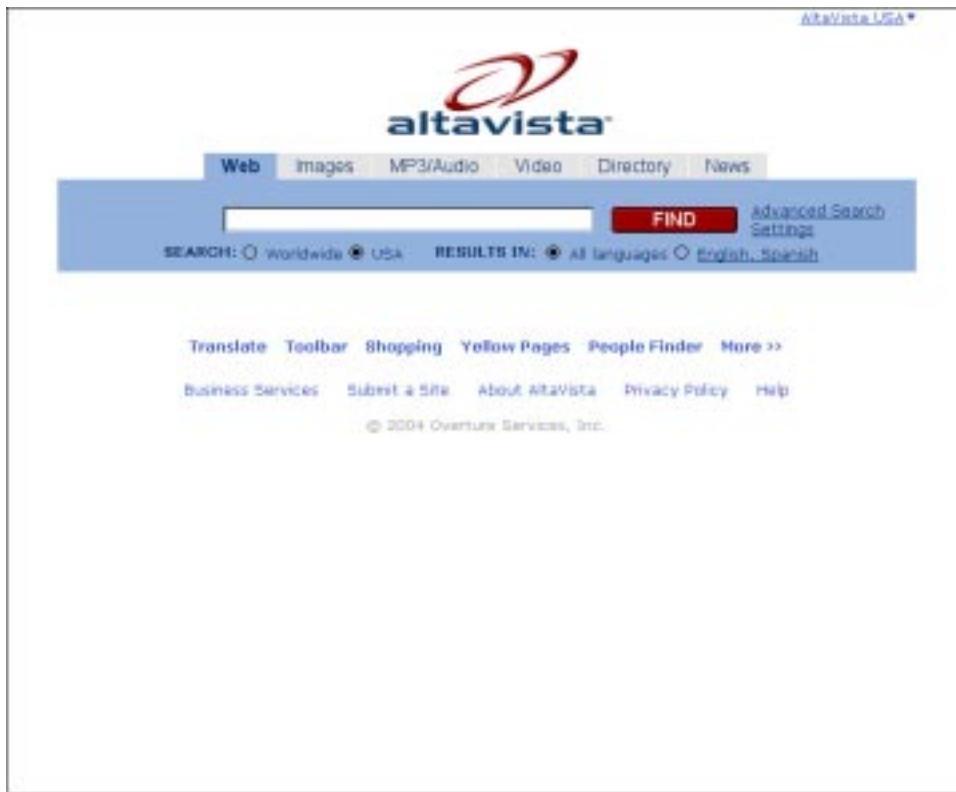 AltaVista USA
altavista
Web Images MP3/Audio Video Directory News
FIND Advanced Search
Settings
SEARCH: Worldwide USA RESULTS IN: All languages English, Spanish
Translate Toolbar Shopping Yellow Pages People Finder More >>
Business Services Submit a Site About AltaVista Privacy Policy Help
© 2004 Overture Services, Inc.